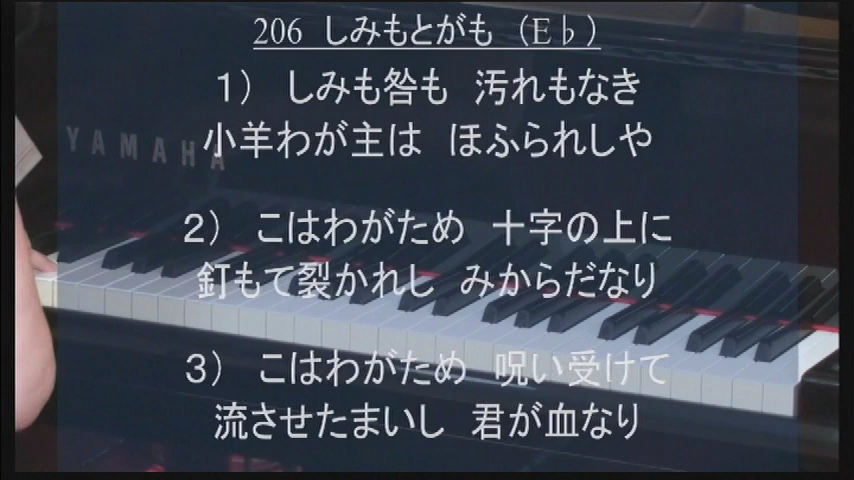 206 しみもとがも (E♭)
1) しみも咎も 汚れもなき
小羊わが主は ほふられしや
YAMAHA
2) こはわがため 十字の上に
釘もて裂かれし みからだなり
3) こはわがため 呪い受けて
流させたまいし 君が血なり